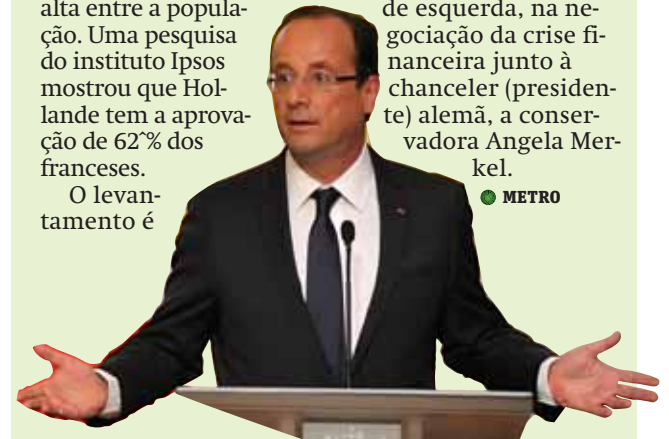 alta entre a popula-
ção. Uma pesquisa
do instituto Ipsos
mostrou que Hol-
lande tem a aprova-
ção de 62ˆ% dos
franceses.
O levan-
tamento é
de esquerda, na ne-
gociação da crise fi-
nanceira junto à
chanceler (presiden-
te) alemã, a conser-
vadora Angela Mer-
kel.
METRO